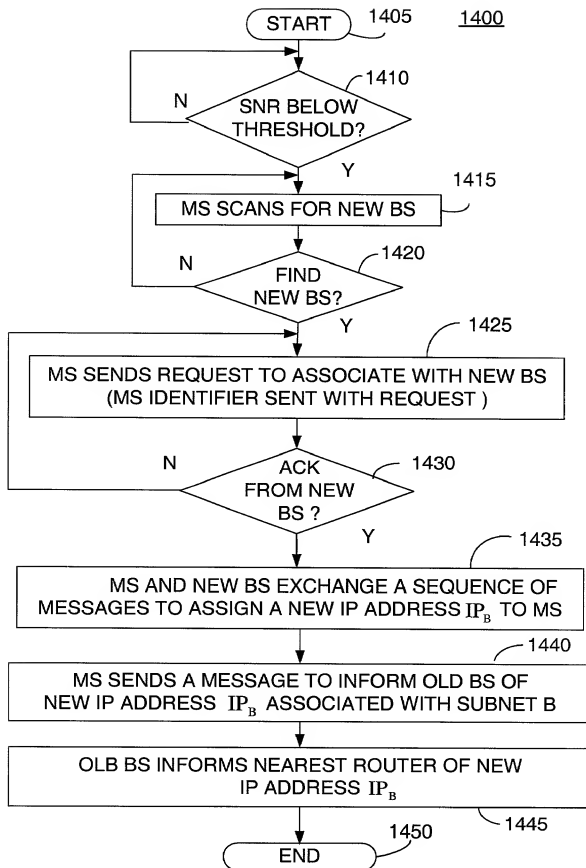 START
1405
1400
1410
N
SNR BELOW
THRESHOLD?
Y
1415
MS SCANS FOR NEW BS
1420
N
FIND
NEW BS?
Y
1425
MS SENDS REQUEST TO ASSOCIATE WITH NEW BS
(MS IDENTIFIER SENT WITH REQUEST )
N
ACK
FROM NEW
BS ?
1430
Y
1435
MS AND NEW BS EXCHANGE A SEQUENCE OF
MESSAGES TO ASSIGN A NEW IP ADDRESS IP_B TO MS
1440
MS SENDS A MESSAGE TO INFORM OLD BS OF
NEW IP ADDRESS IP_B ASSOCIATED WITH SUBNET B
OLB BS INFORMS NEAREST ROUTER OF NEW
IP ADDRESS IP_B
1445
END
1450